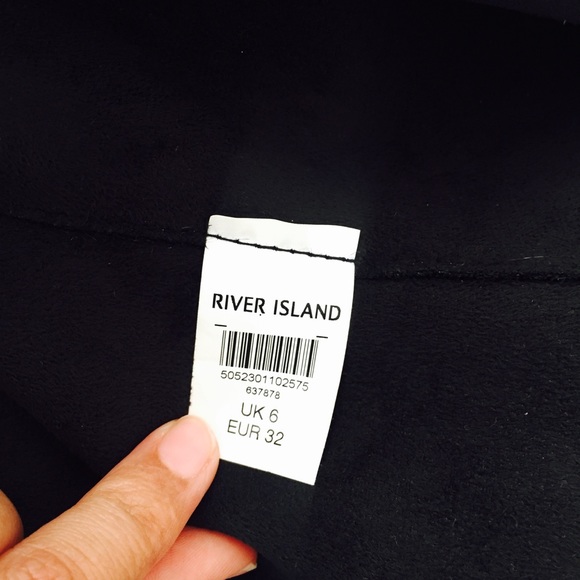 RIVER ISLAND
5052301102575
637878
UK 6
EUR 32